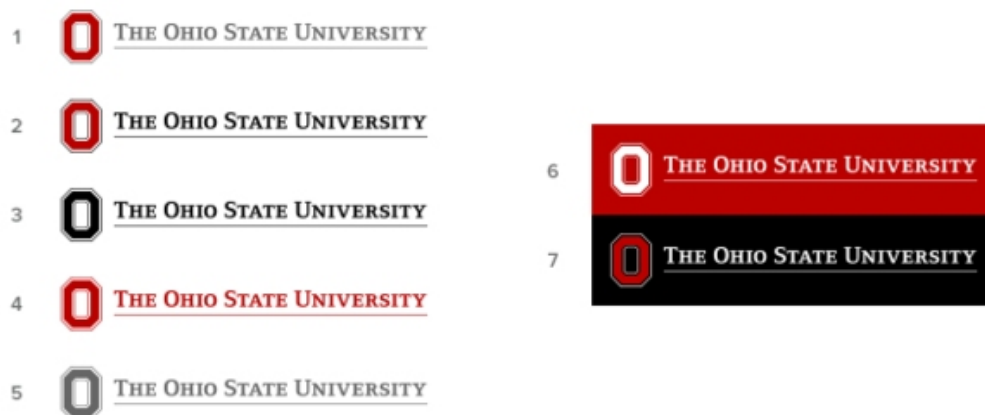 1 THE OHIO STATE UNIVERSITY
2 THE OHIO STATE UNIVERSITY
3 THE OHIO STATE UNIVERSITY
4 THE OHIO STATE UNIVERSITY
5 THE OHIO STATE UNIVERSITY
6 THE OHIO STATE UNIVERSITY
7 THE OHIO STATE UNIVERSITY